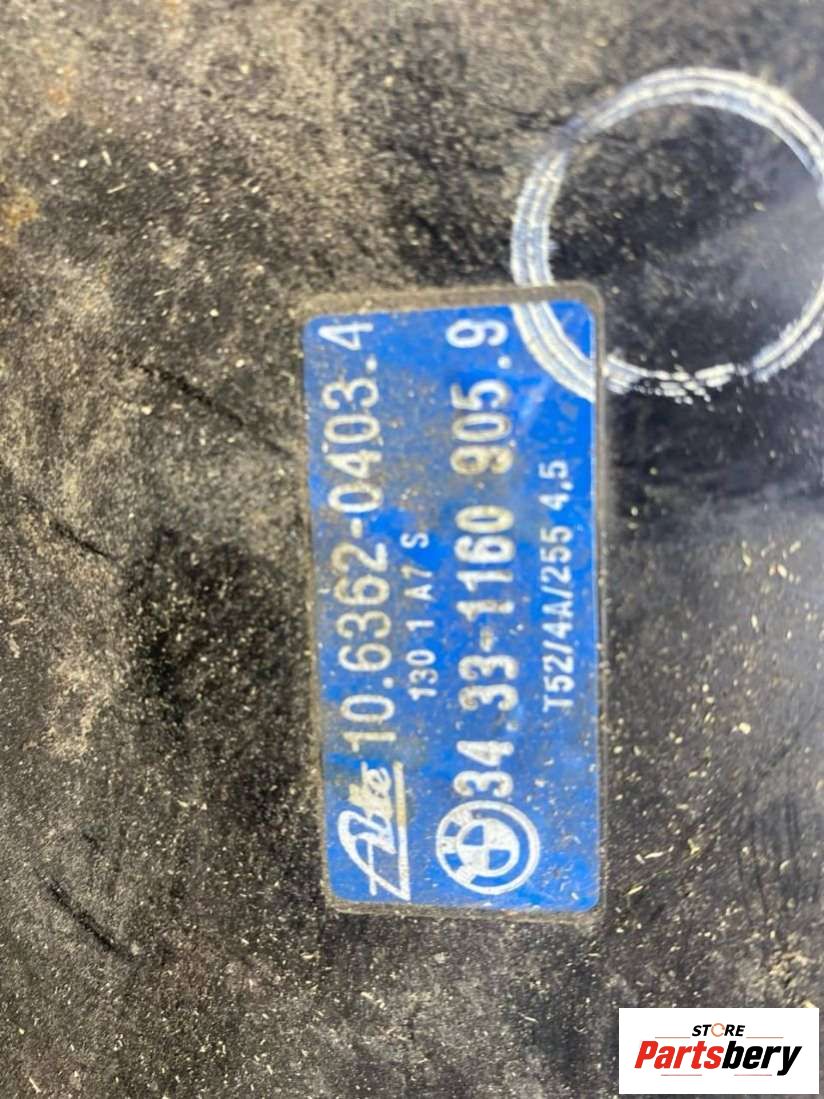 Ate 10.6362-0403.4
130 1 A7 S
34.33-1160 905.9
T52/4A/255 4,5
STORE
Partsbery